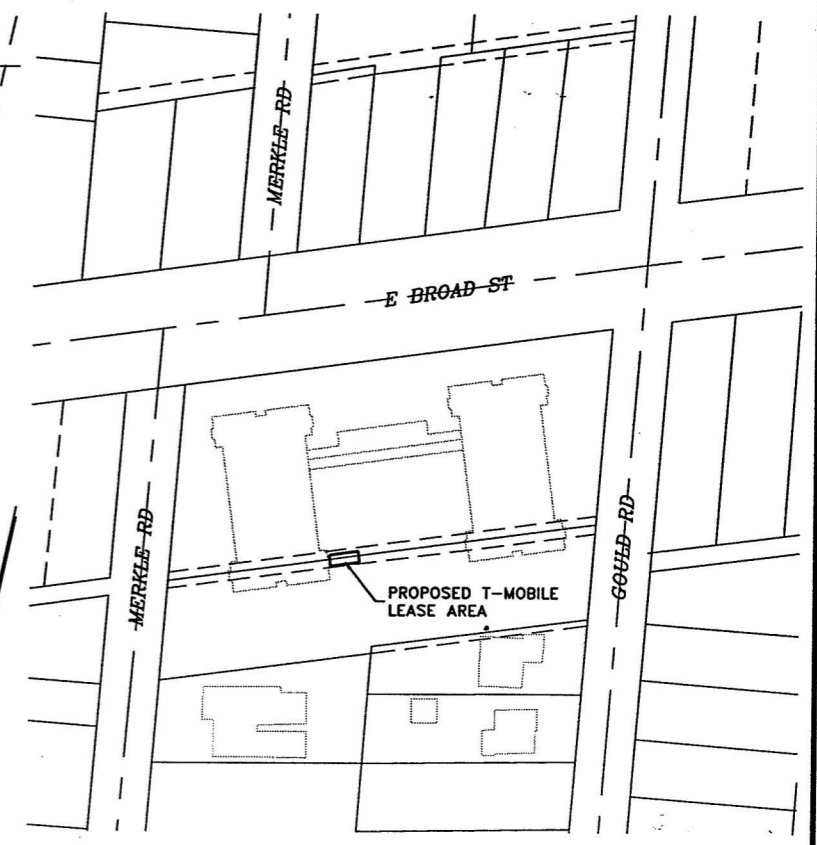 MERKLE RD
E BROAD ST
MERKLE RD
GOULD RD
PROPOSED T-MOBILE
LEASE AREA